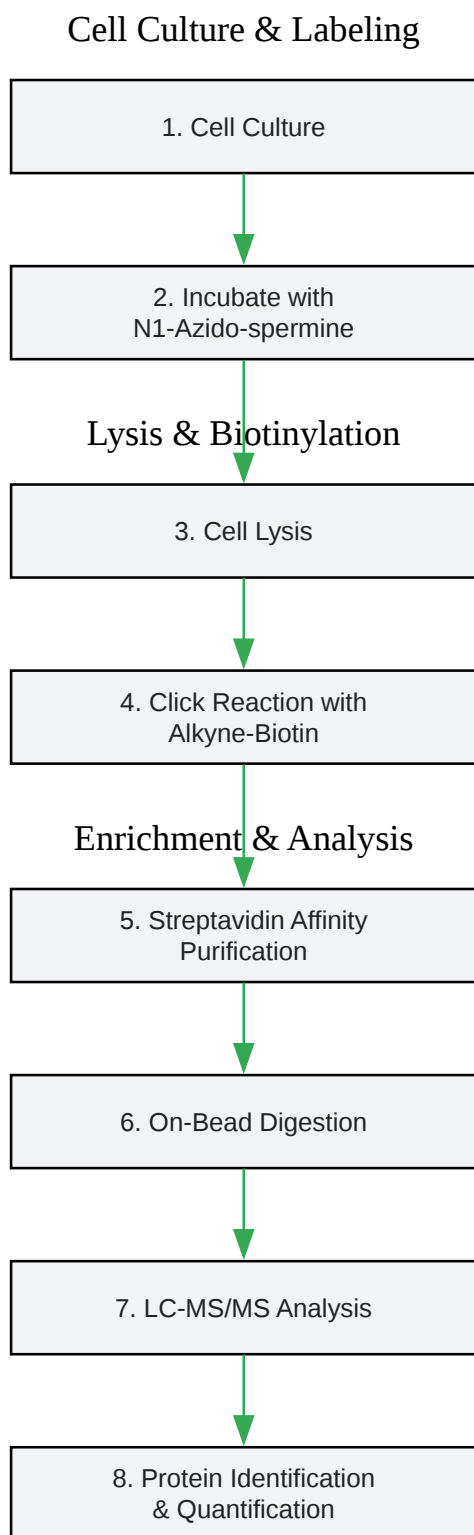 Cell Culture & Labeling
1. Cell Culture
2. Incubate with
N1-Azido-spermine
Lysis & Biotinylation
3. Cell Lysis
4. Click Reaction with
Alkyne-Biotin
Enrichment & Analysis
5. Streptavidin Affinity
Purification
6. On-Bead Digestion
7. LC-MS/MS Analysis
8. Protein Identification
& Quantification